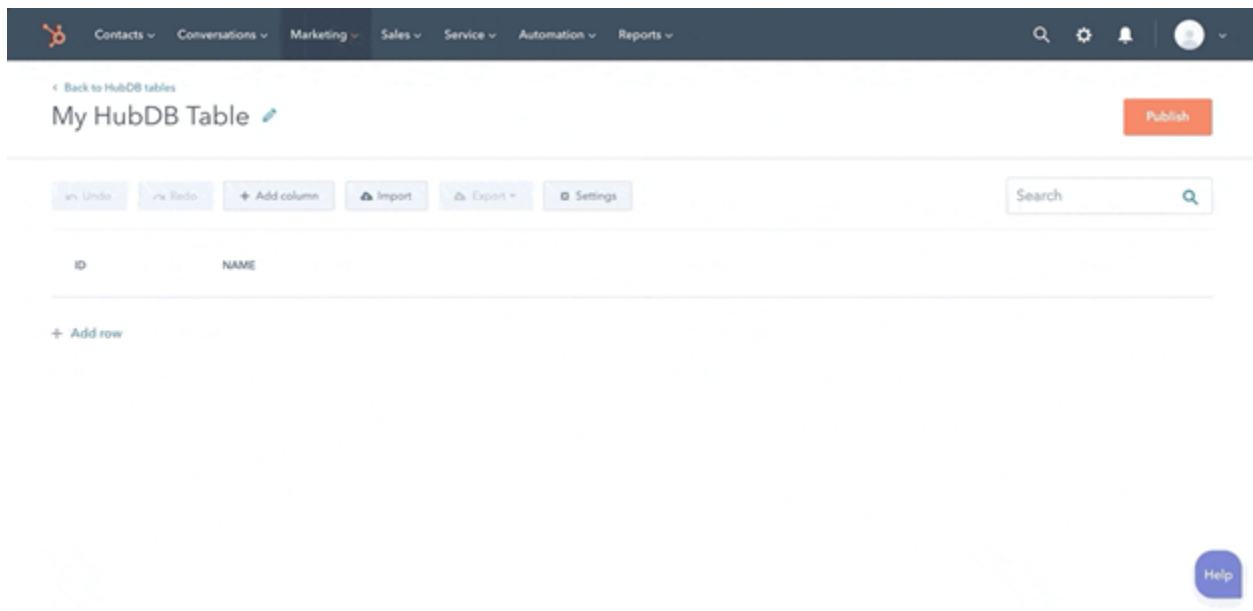 Contacts Conversations Marketing Sales Service Automation Reports
Back to HubDB tables
My HubDB Table
Publish
Undo Redo + Add column Import Export Settings
Search
ID NAME
+ Add row
Help